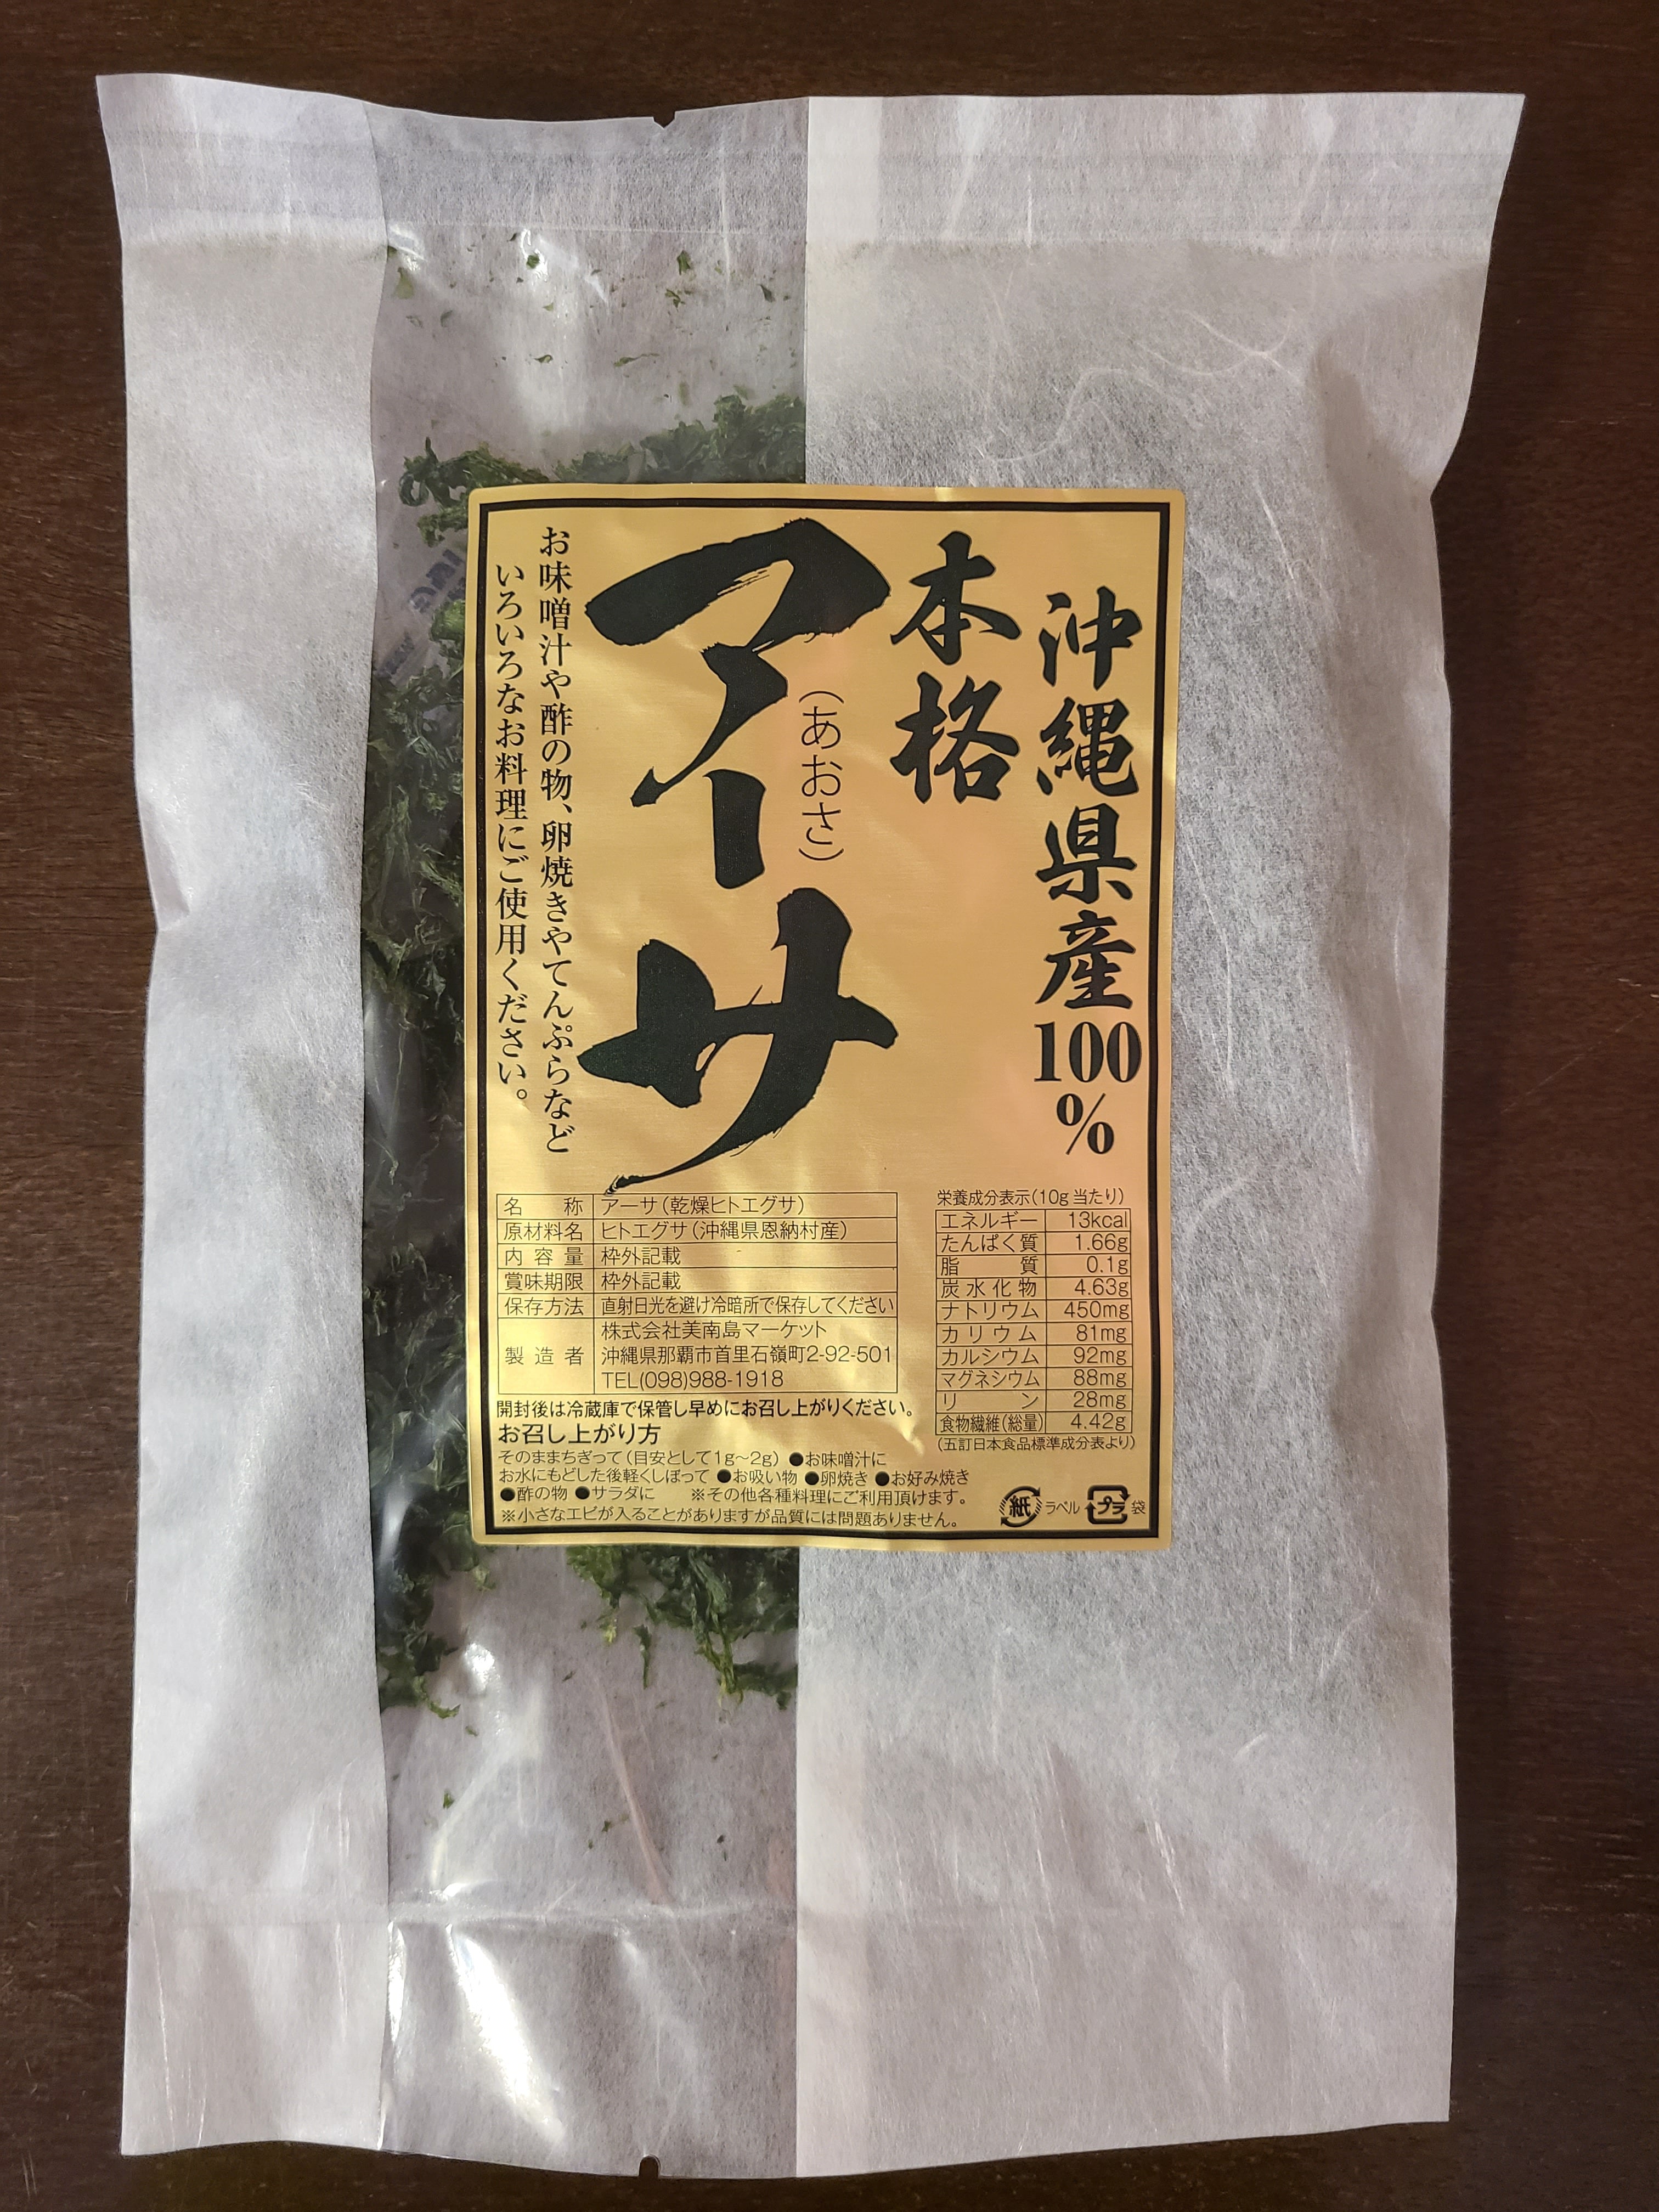 沖縄県産100%
本格
アーサ
(あおさ)
お味噌汁や酢の物、卵焼きやてんぷらなど
いろいろなお料理にご使用ください。
名称 アーサ(乾燥ヒトエグサ)
原材料名 ヒトエグサ(沖縄県恩納村産)
内容量 枠外記載
賞味期限 枠外記載
保存方法 直射日光を避け冷暗所で保存してください
製造者 株式会社美南島マーケット
沖縄県那覇市首里石嶺町2-92-501
TEL(098)988-1918
開封後は冷蔵庫で保管し早めにお召し上がりください。
お召し上がり方
そのままちぎって(目安として1g~2g) ●お味噌汁に
お水にもどした後軽くしぼって ●お吸い物 ●卵焼き ●お好み焼き
●酢の物 ●サラダに ※その他各種料理にご利用頂けます。
※小さなエビが入ることがありますが品質には問題ありません。
栄養成分表示(10g当たり)
エネルギー 13kcal
たんぱく質 1.66g
脂質 0.1g
炭水化物 4.63g
ナトリウム 450mg
カリウム 81mg
カルシウム 92mg
マグネシウム 88mg
リン 28mg
食物繊維(総量) 4.42g
(五訂日本食品標準成分表より)
紙 ラベル プラ 袋